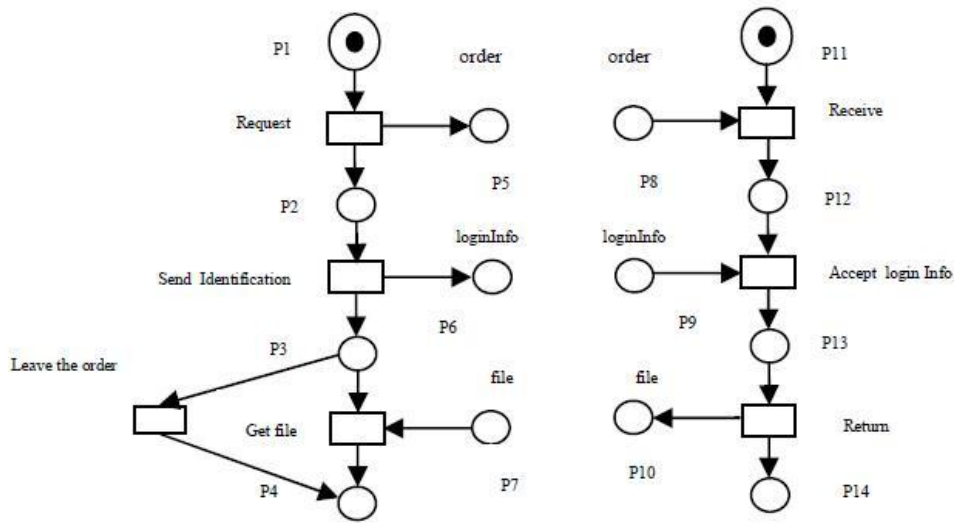 P1
order
order
P11
Request
Receive
P5
P8
P2
P12
loginInfo
loginInfo
Send Identification
Accept login Info
P6
P9
P3
P13
Leave the order
file
file
Get file
Return
P4
P7
P10
P14